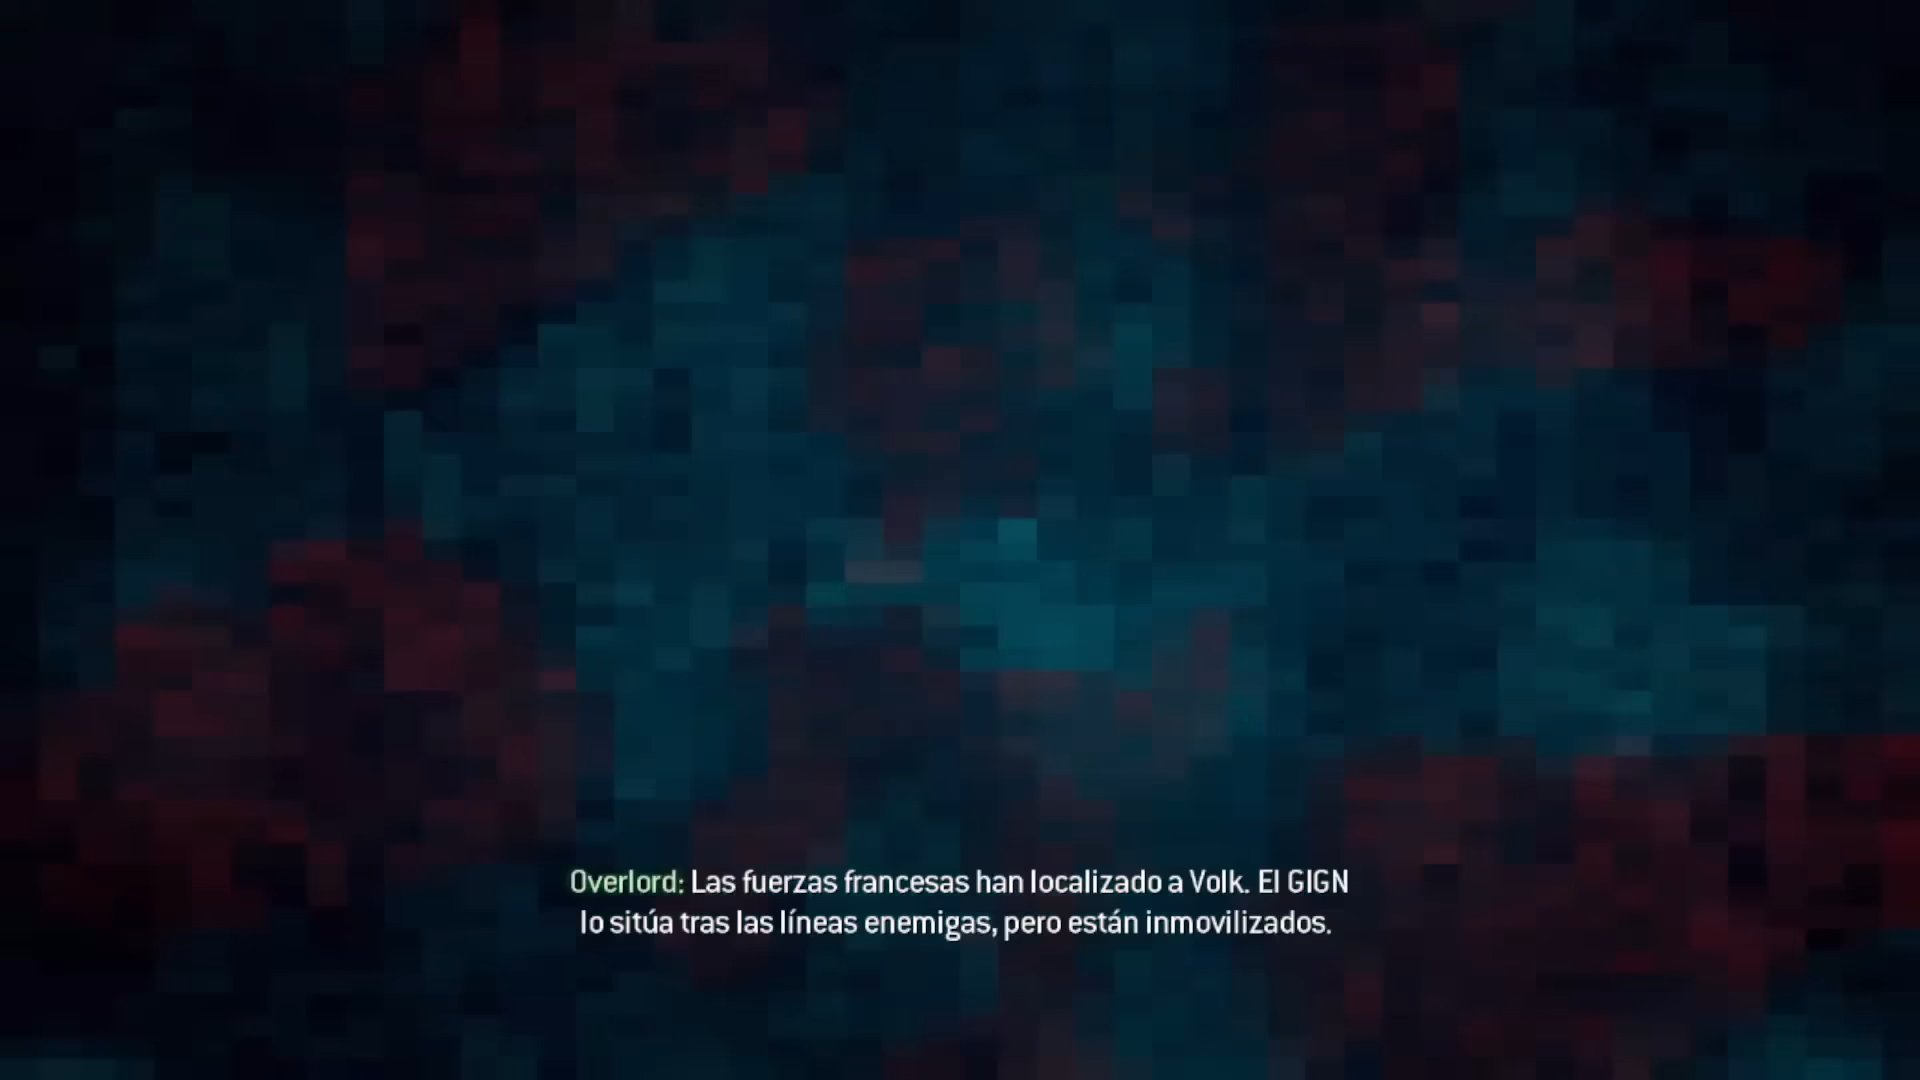 Overlord: Las fuerzas francesas han localizado a Volk. El GIGN
lo sitúa tras las líneas enemigas, pero están inmovilizados.